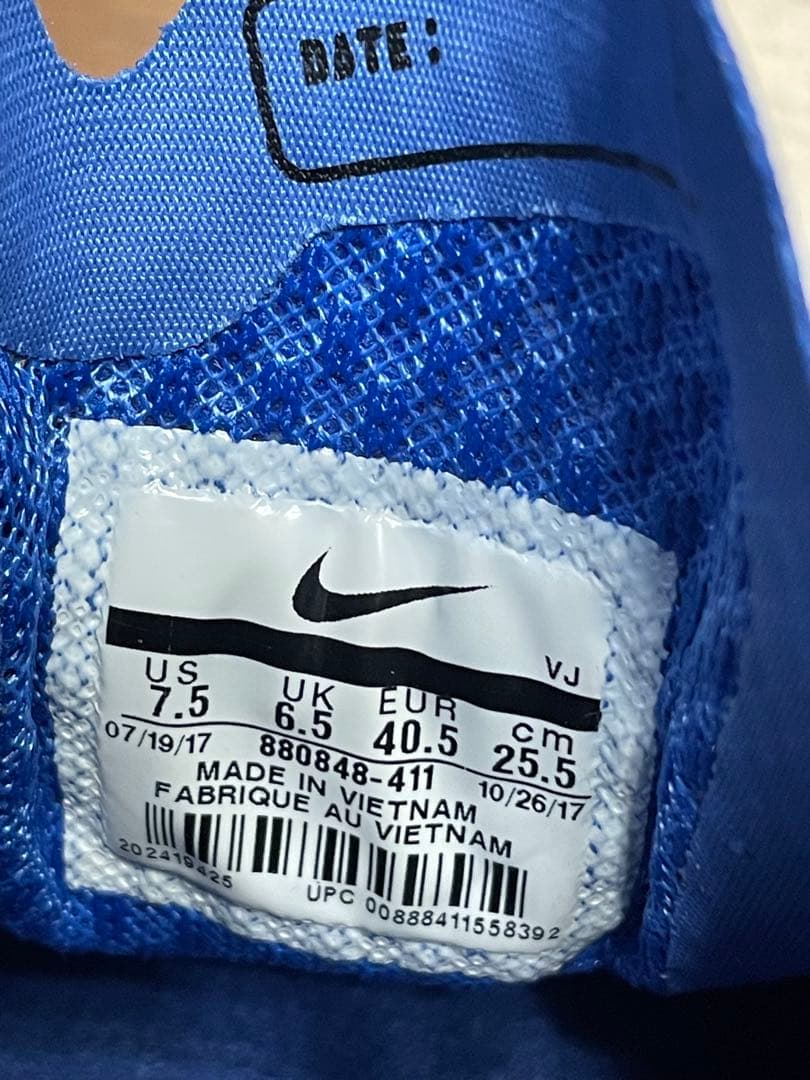 DATE:
VJ
US UK EUR cm
7.5 6.5 40.5 25.5
07/19/17 880848-411 10/26/17
MADE IN VIETNAM
FABRIQUE AU VIETNAM
202419425
UPC 00888411558392